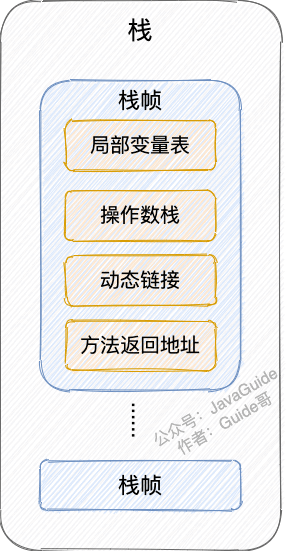 栈
栈帧
局部变量表
操作数栈
动态链接
方法返回地址
……
公众号：JavaGuide
作者：Guide哥
栈帧